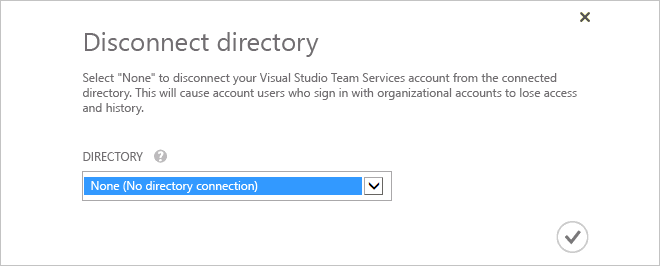 Disconnect directory
Select "None" to disconnect your Visual Studio Team Services account from the connected
directory. This will cause account users who sign in with organizational accounts to lose access
and history.
DIRECTORY ?
None (No directory connection)